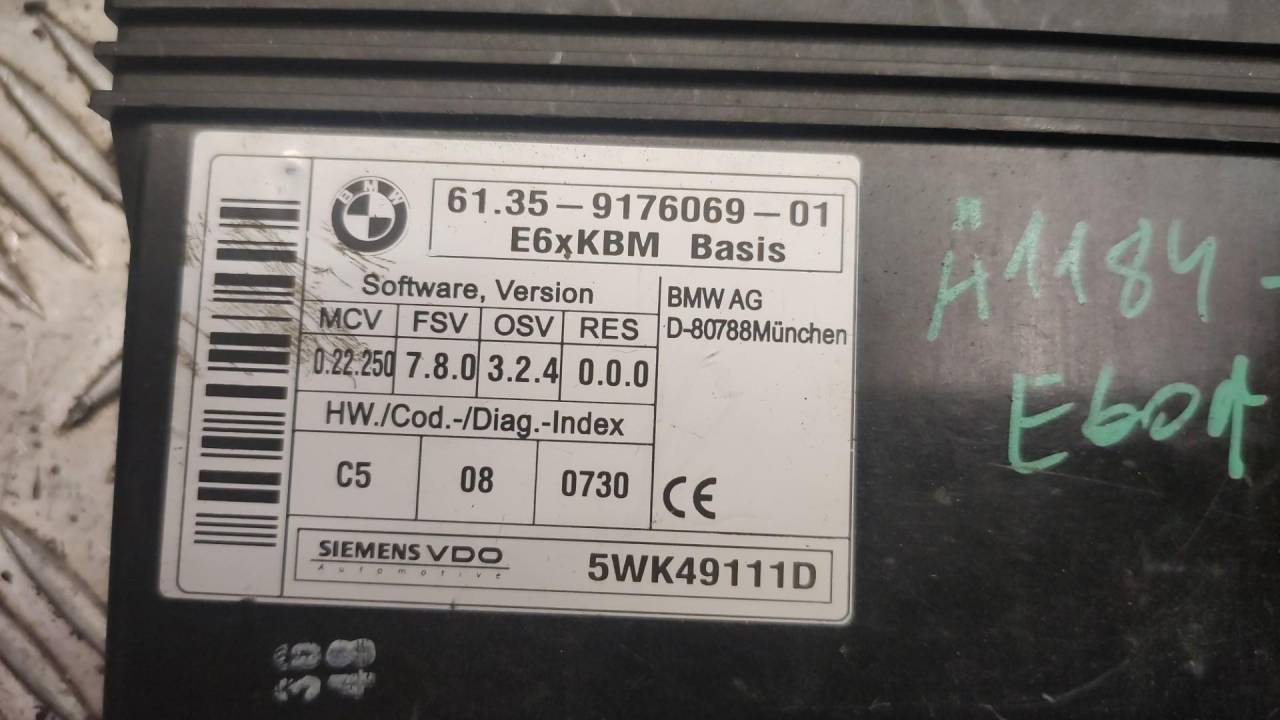 BMW
61.35-9176069-01
E6xKBM Basis
Software, Version
MCV FSV OSV RES
0.22.250 7.8.0 3.2.4 0.0.0
BMW AG
D-80788München
HW./Cod.-/Diag.-Index
C5 08 0730
CE
SIEMENS VDO
Automotive
5WK49111D
Ä1184-